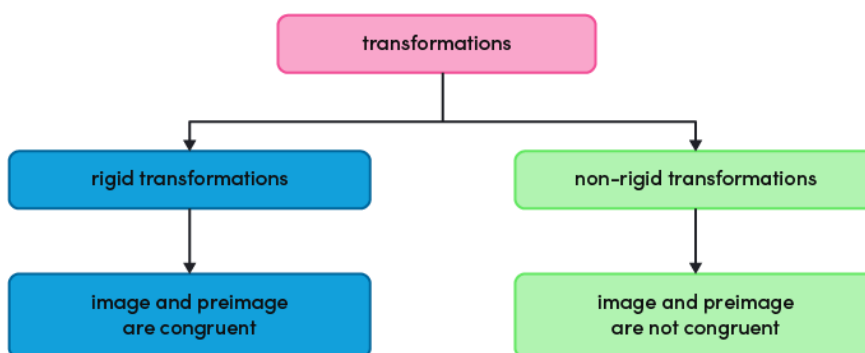 transformations
rigid transformations
non-rigid transformations
image and preimage
are congruent
image and preimage
are not congruent